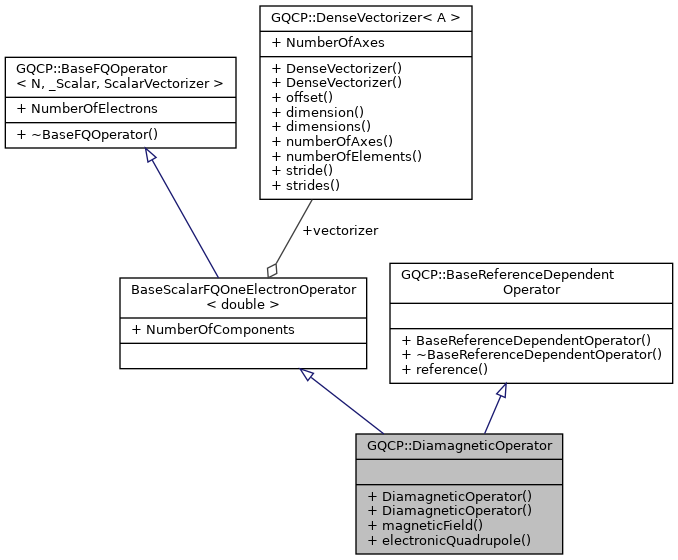 GQCP::DenseVectorizer< A >
+ NumberOfAxes
+ DenseVectorizer()
+ DenseVectorizer()
+ offset()
+ dimension()
+ dimensions()
+ numberOfAxes()
+ numberOfElements()
+ stride()
+ strides()
GQCP::BaseFQOperator
< N, _Scalar, ScalarVectorizer >
+ NumberOfElectrons
+ ~BaseFQOperator()
+vectorizer
BaseScalarFQOneElectronOperator
< double >
+ NumberOfComponents
GQCP::BaseReferenceDependent
Operator
+ BaseReferenceDependentOperator()
+ ~BaseReferenceDependentOperator()
+ reference()
GQCP::DiamagneticOperator
+ DiamagneticOperator()
+ DiamagneticOperator()
+ magneticField()
+ electronicQuadrupole()